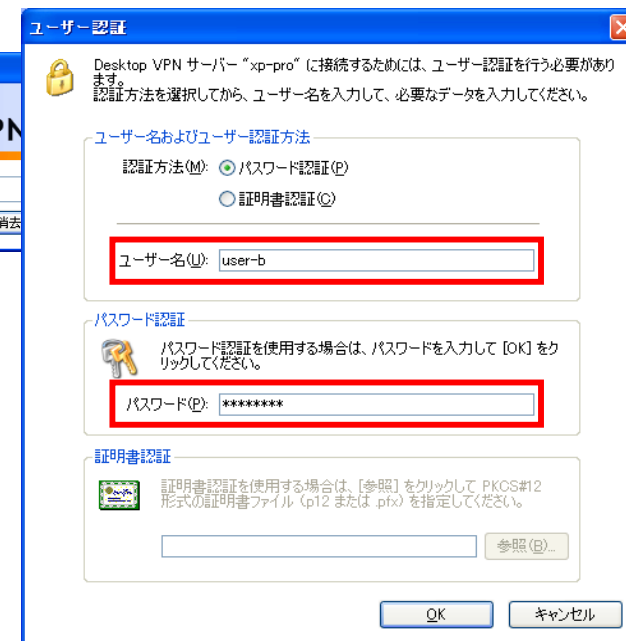 ユーザー認証
Desktop VPN サーバー "xp-pro" に接続するためには、ユーザー認証を行う必要があり
ます。
認証方法を選択してから、ユーザー名を入力して、必要なデータを入力してください。
PN
消去
ユーザー名およびユーザー認証方法
認証方法(M): パスワード認証(P)
証明書認証(C)
ユーザー名(U): user-b
パスワード認証
パスワード認証を使用する場合は、パスワードを入力して [OK] をク
リックしてください。
パスワード(P): ********
証明書認証
証明書認証を使用する場合は、[参照] をクリックして PKCS#12
形式の証明書ファイル (p12 または .pfx) を指定してください。
参照(B)...
OK キャンセル